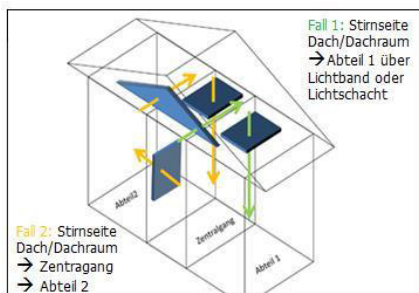 Fall 1: Stirnseite
Dach/Dachraum
→ Abteil 1 über
Lichtband oder
Lichtschacht
Abteil2
Zentralgang
Abteil 1
Fall 2: Stirnseite
Dach/Dachraum
→ Zentragang
→ Abteil 2